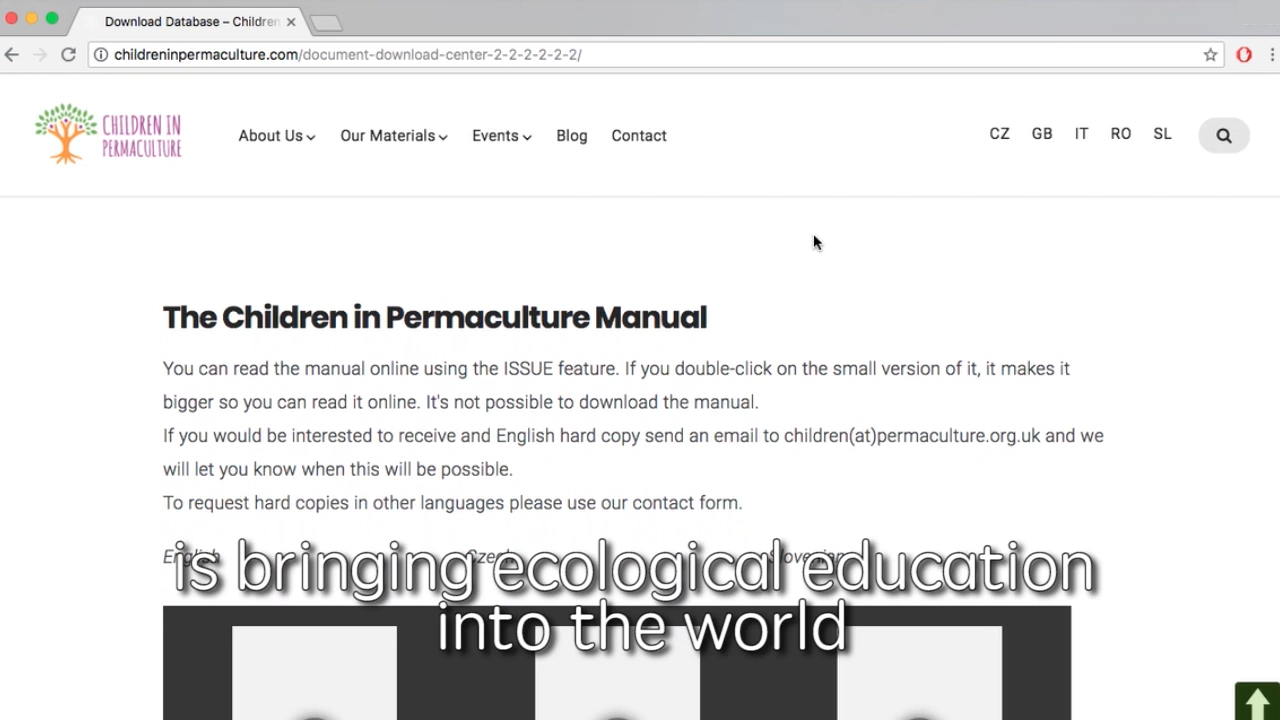 Download Database – Children
childreninpermaculture.com/document-download-center-2-2-2-2-2-2/
CHILDREN IN
PERMACULTURE
About Us
Our Materials
Events
Blog
Contact
CZ
GB
IT
RO
SL
The Children in Permaculture Manual
You can read the manual online using the ISSUE feature. If you double-click on the small version of it, it makes it
bigger so you can read it online. It's not possible to download the manual.
If you would be interested to receive and English hard copy send an email to children(at)permaculture.org.uk and we
will let you know when this will be possible.
To request hard copies in other languages please use our contact form.
English
Czech
Slovenian
is bringing ecological education
into the world